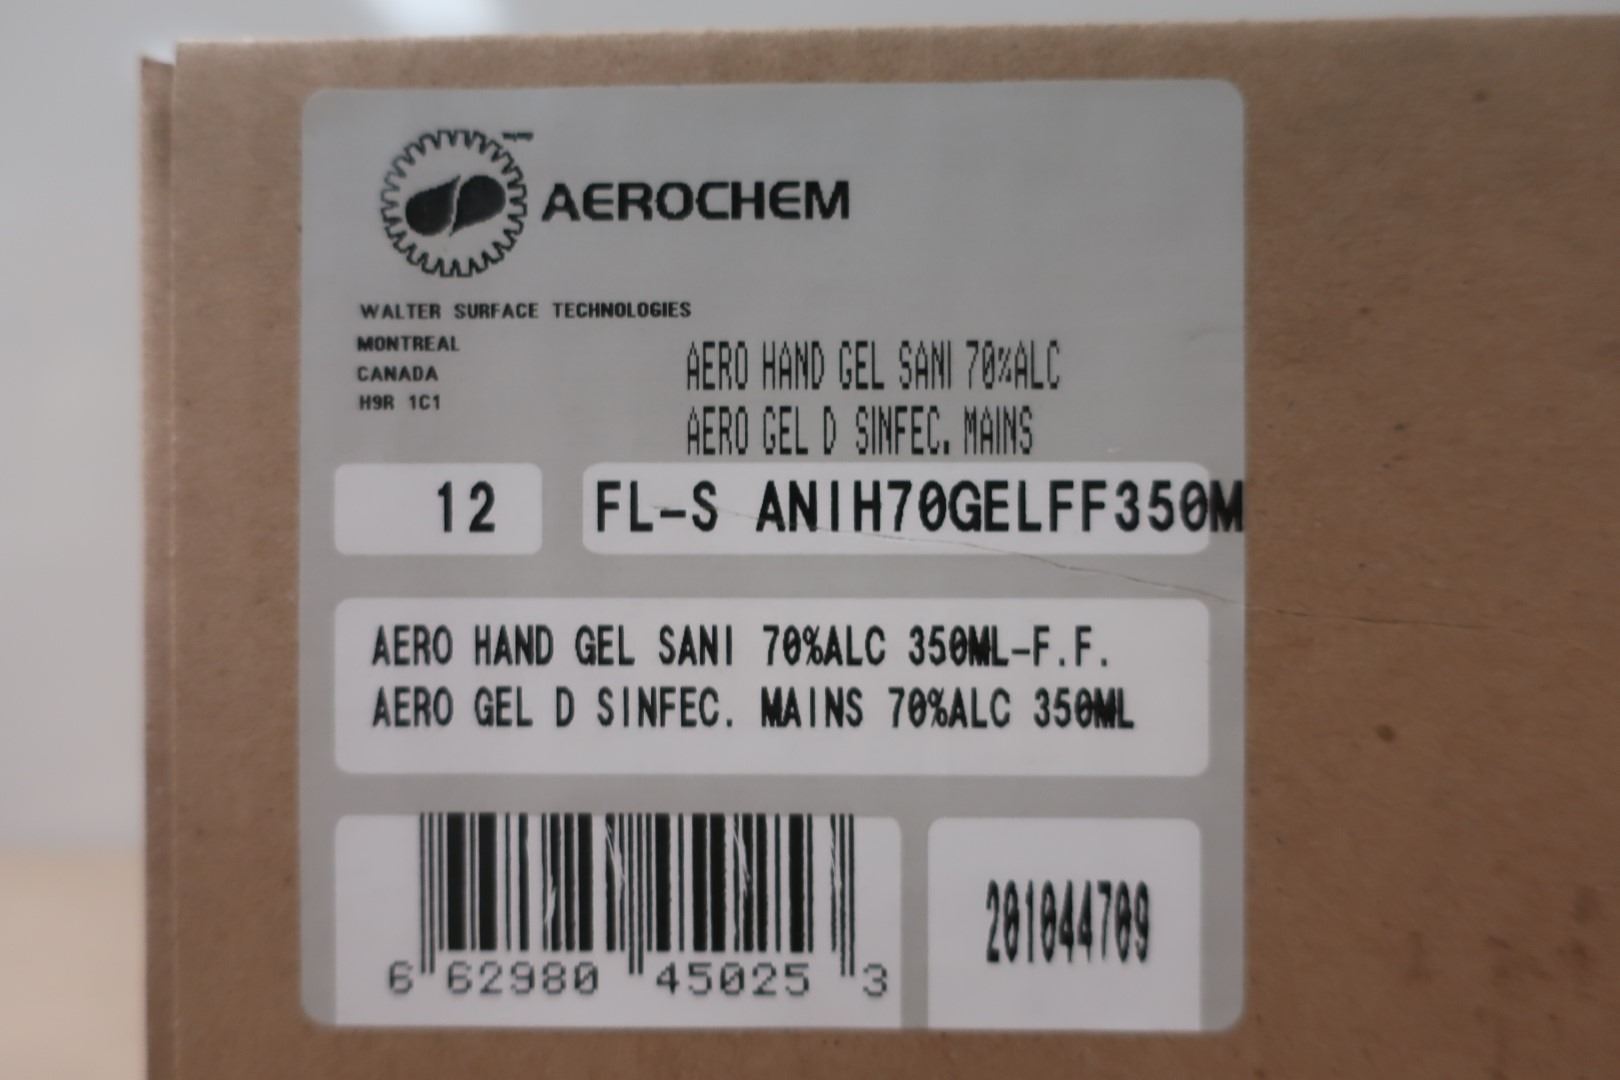 AEROCHEM
WALTER SURFACE TECHNOLOGIES
MONTREAL
CANADA
H9R 1C1
AERO HAND GEL SANI 70%ALC
AERO GEL D SINFEC. MAINS
12 FL-S ANIH70GELFF350M
AERO HAND GEL SANI 70%ALC 350ML-F.F.
AERO GEL D SINFEC. MAINS 70%ALC 350ML
6 62980 45025 3
201044709